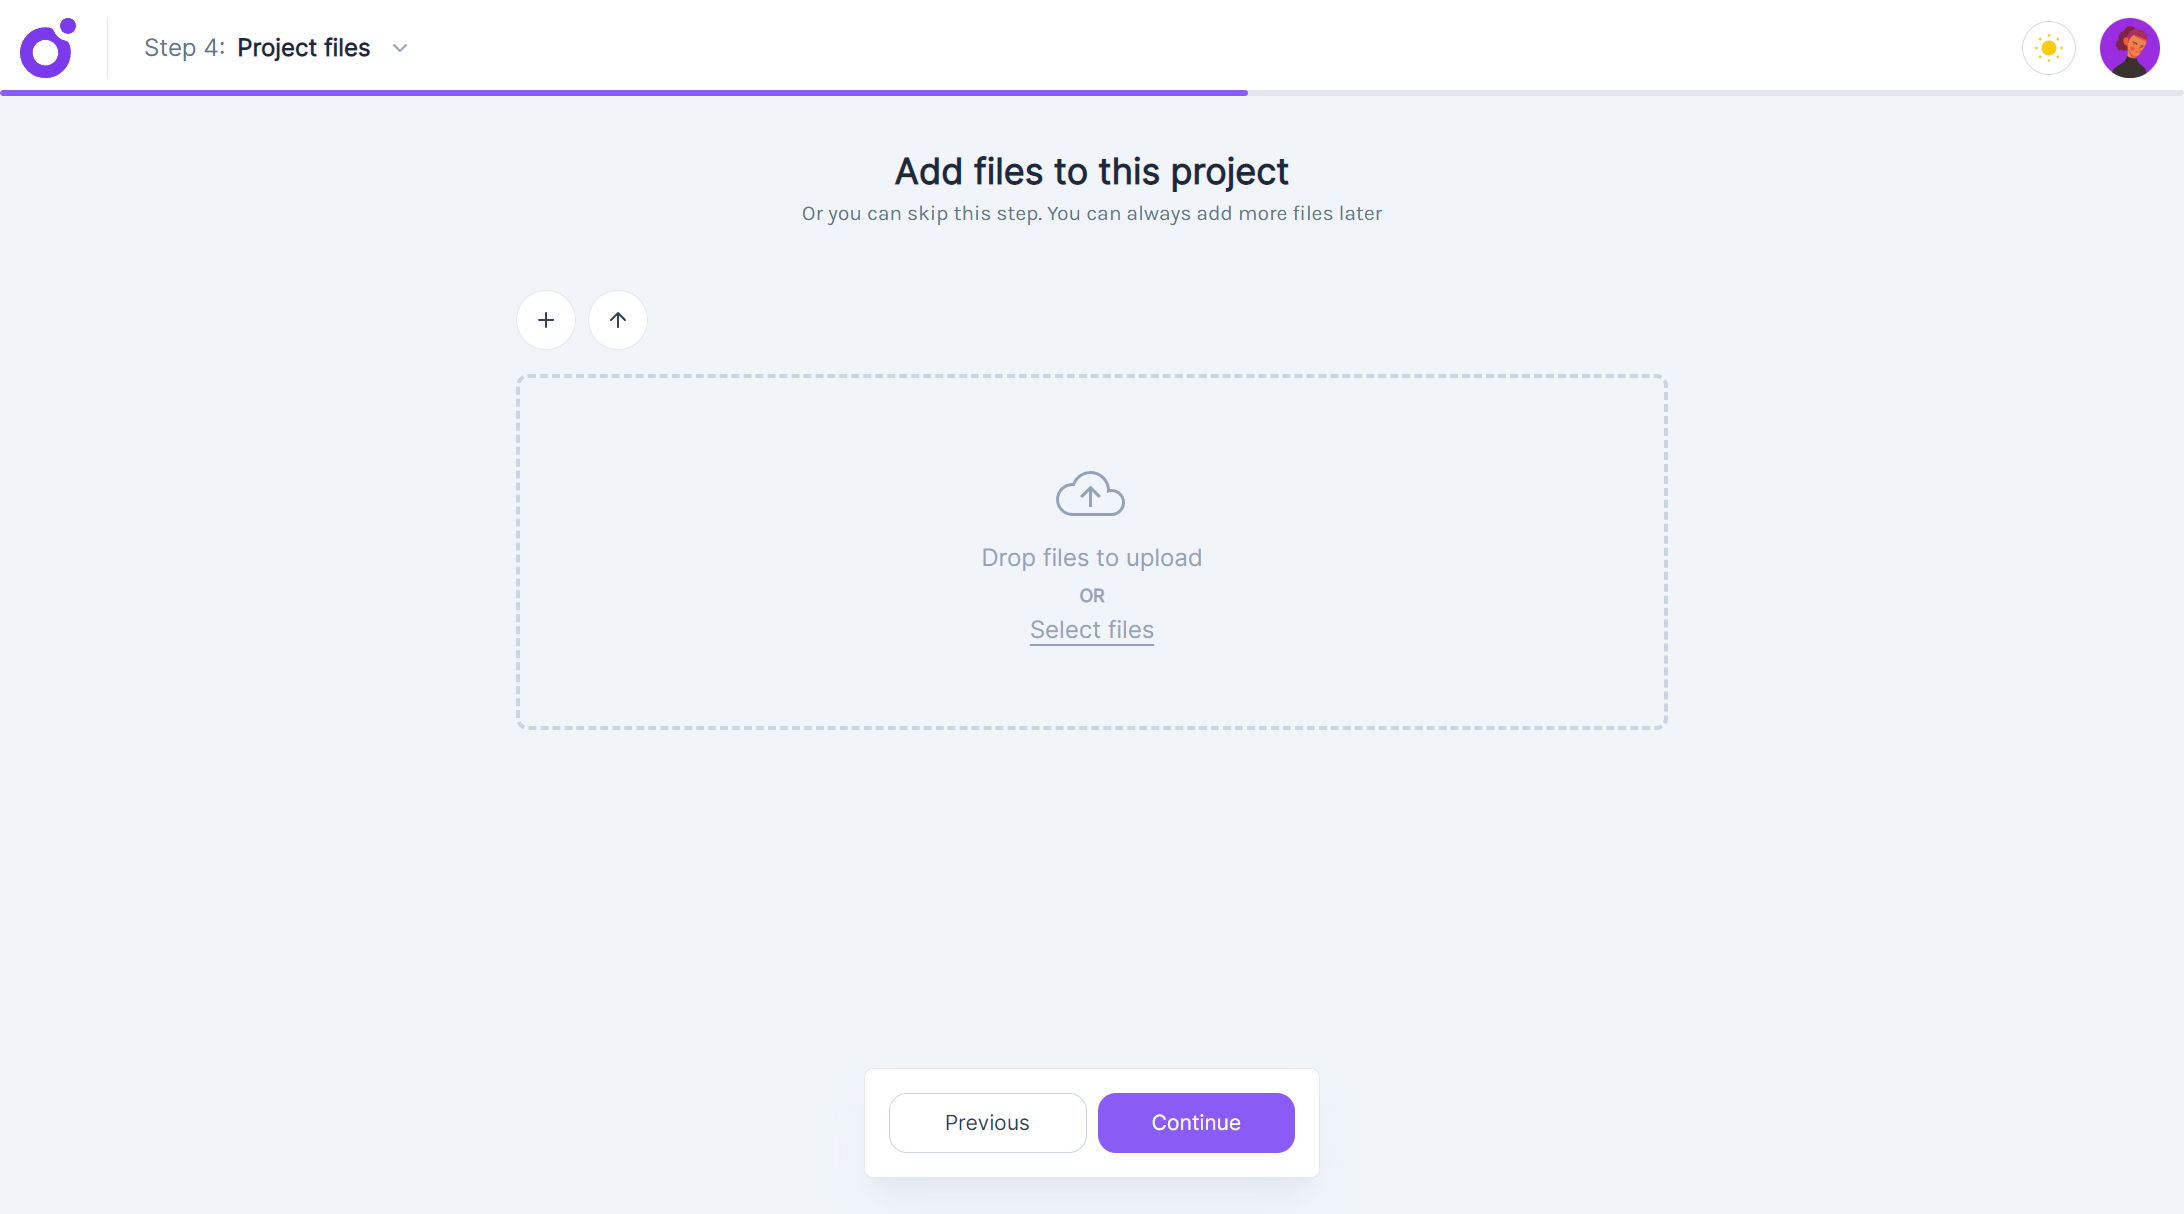 Step 4: Project files
Add files to this project
Or you can skip this step. You can always add more files later
Drop files to upload
OR
Select files
Previous
Continue